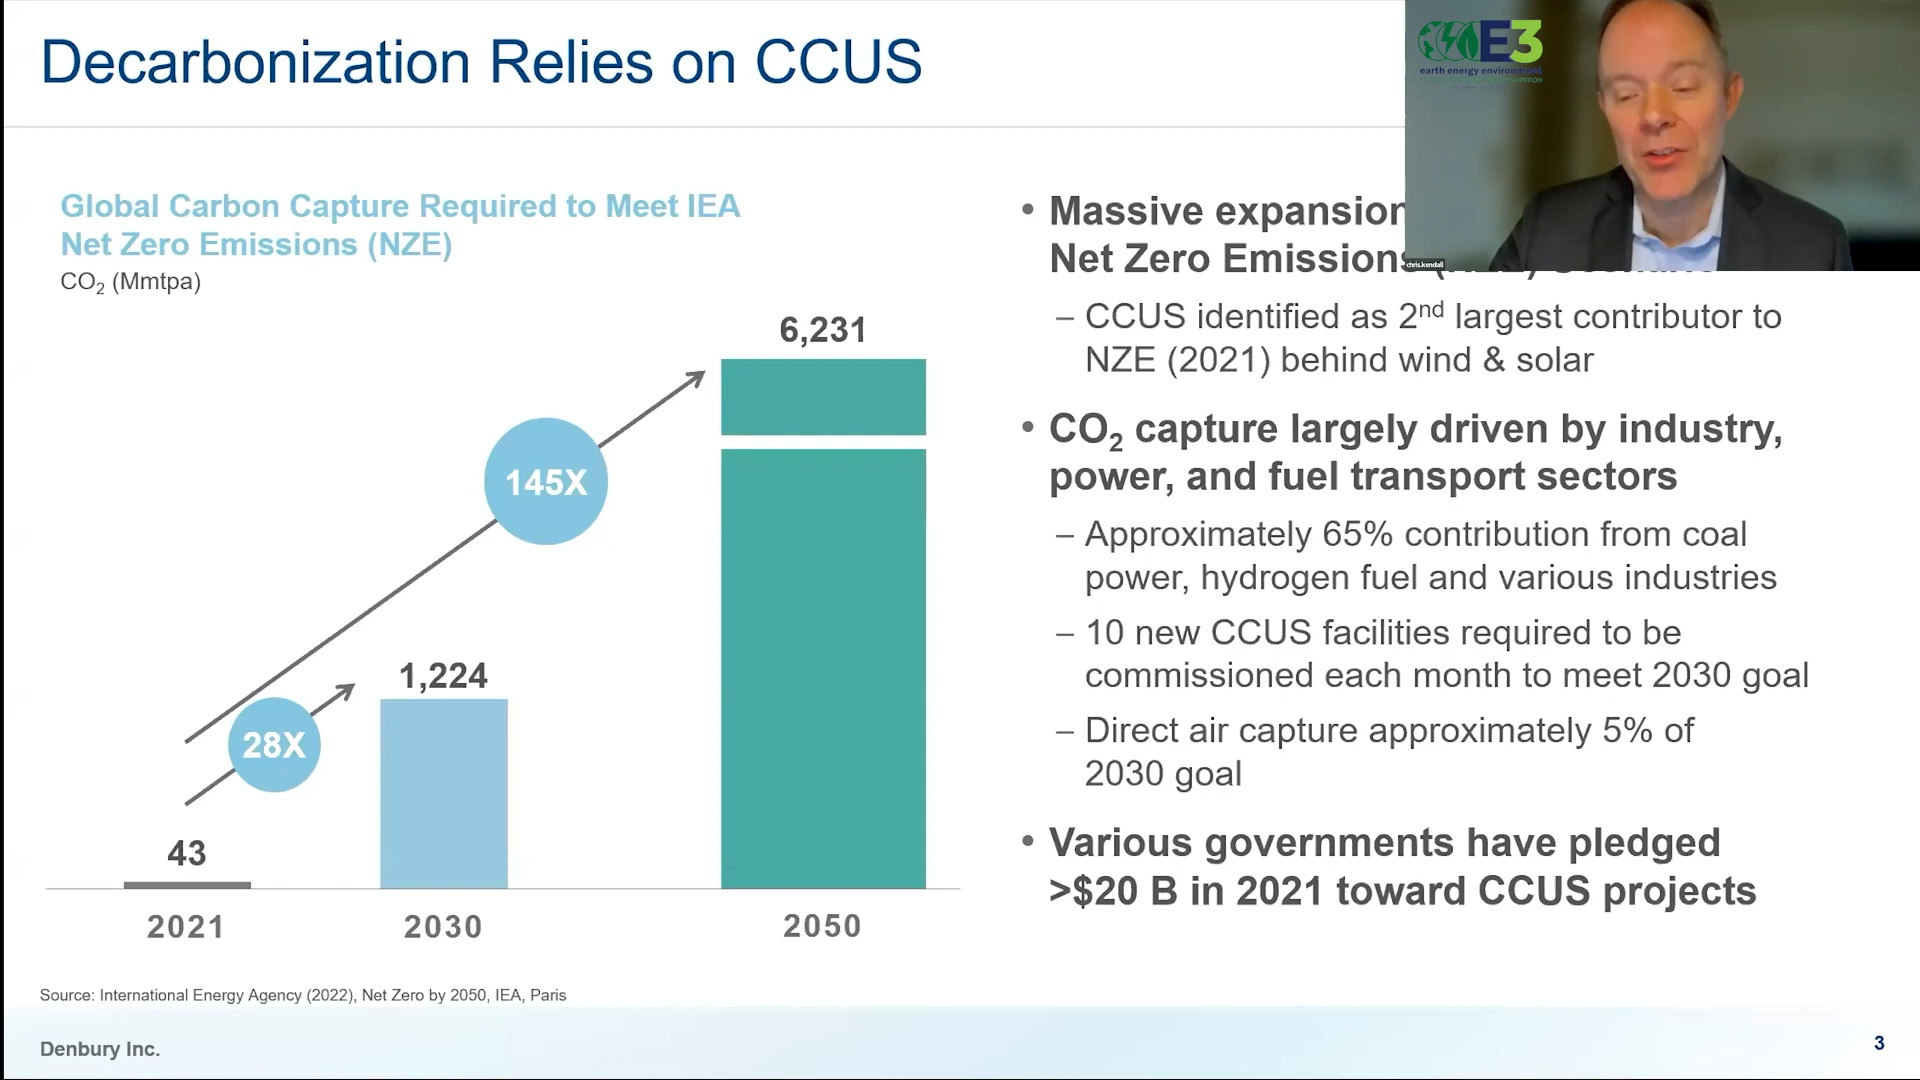 Decarbonization Relies on CCUS
E3
earth energy environment
chris.kendall
Global Carbon Capture Required to Meet IEA
Net Zero Emissions (NZE)
CO₂ (Mmtpa)
6,231
145X
1,224
28X
43
2021
2030
2050
• Massive expansion
Net Zero Emissions
– CCUS identified as 2nd largest contributor to
NZE (2021) behind wind & solar
• CO₂ capture largely driven by industry,
power, and fuel transport sectors
– Approximately 65% contribution from coal
power, hydrogen fuel and various industries
– 10 new CCUS facilities required to be
commissioned each month to meet 2030 goal
– Direct air capture approximately 5% of
2030 goal
• Various governments have pledged
>$20 B in 2021 toward CCUS projects
Source: International Energy Agency (2022), Net Zero by 2050, IEA, Paris
Denbury Inc.
3